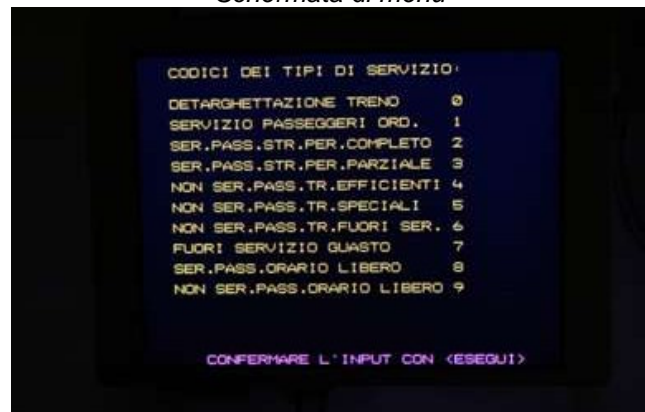 Schermata di menu
CODICI DEI TIPI DI SERVIZIO:
DETARGHETTAZIONE TRENO 0
SERVIZIO PASSEGGERI ORD. 1
SER.PASS.STR.PER.COMPLETO 2
SER.PASS.STR.PER.PARZIALE 3
NON SER.PASS.TR.EFFICIENTI 4
NON SER.PASS.TR.SPECIALI 5
NON SER.PASS.TR.FUORI SER. 6
FUORI SERVIZIO GUASTO 7
SER.PASS.ORARIO LIBERO 8
NON SER.PASS.ORARIO LIBERO 9
CONFERMARE L'INPUT CON <ESEGUI>